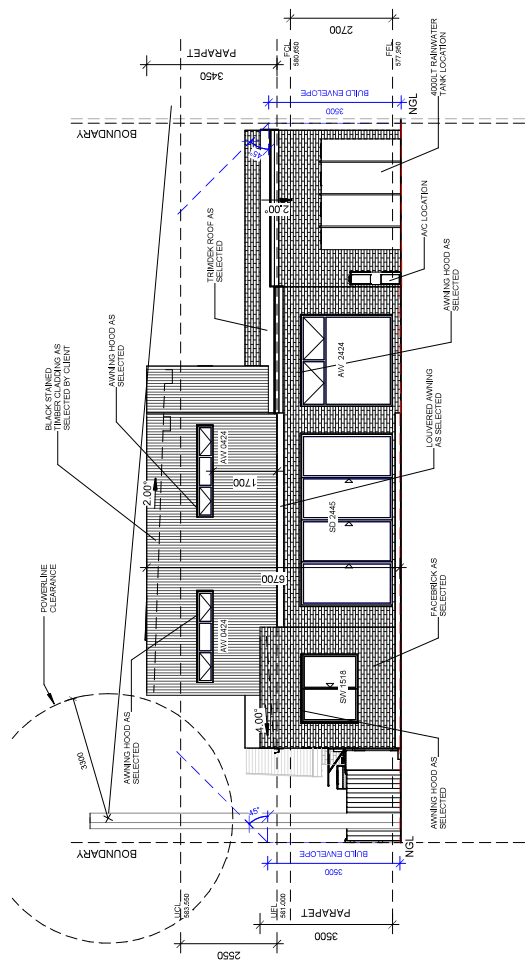 POWERLINE
CLEARANCE
BLACK STAINED
TIMBER CLADDING AS
SELECTED BY CLIENT
AWNING HOOD AS
SELECTED
BOUNDARY
BOUNDARY
3300
AWNING HOOD AS
SELECTED
2.00°
TRIMDEK ROOF AS
SELECTED
3450
PARAPET
UCL
583,550
2550
AW 0424
AW 0424
1700
45°
45°
4.00°
2.00°
6700
UFL
581,000
FCL
580,650
PARAPET
3500
3500
BUILD ENVELOPE
3500
BUILD ENVELOPE
2700
SW 1518
SD 2445
AW 2424
FFL
577,950
NGL
NGL
AWNING HOOD AS
SELECTED
FACEBRICK AS
SELECTED
LOUVERED AWNING
AS SELECTED
AWNING HOOD AS
SELECTED
A/C LOCATION
4000LT RAINWATER
TANK LOCATION